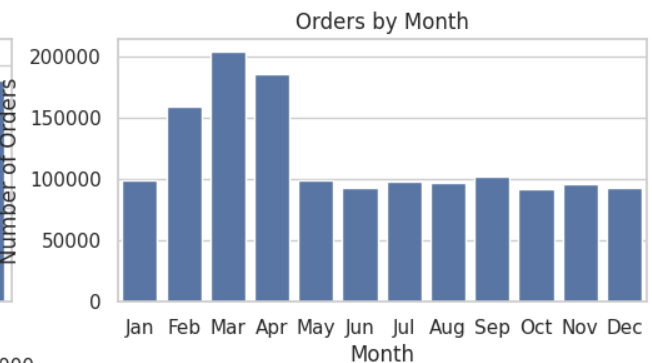 Orders by Month
Number of Orders
200000
150000
100000
50000
0
Jan Feb Mar Apr May Jun Jul Aug Sep Oct Nov Dec
Month